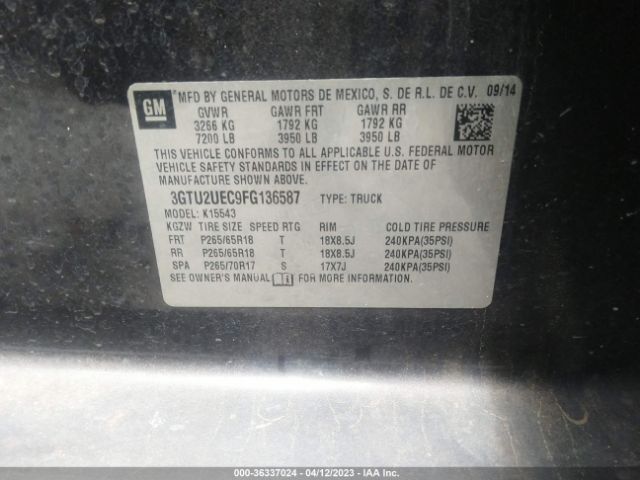 GM
*MFD BY GENERAL MOTORS DE MEXICO, S. DE R.L. DE C.V. 09/14
GVWR GAWR FRT GAWR RR
3266 KG 1792 KG 1792 KG
7200 LB 3950 LB 3950 LB
THIS VEHICLE CONFORMS TO ALL APPLICABLE U.S. FEDERAL MOTOR
VEHICLE SAFETY STANDARDS IN EFFECT ON THE DATE OF
MANUFACTURE SHOWN ABOVE.
3GTU2UEC9FG136587 TYPE: TRUCK
MODEL: K15543
KGZW TIRE SIZE SPEED RTG RIM COLD TIRE PRESSURE
FRT P265/65R18 T 18X8.5J 240KPA(35PSI)
RR P265/65R18 T 18X8.5J 240KPA(35PSI)
SPA P265/70R17 S 17X7J 240KPA(35PSI)
SEE OWNER'S MANUAL FOR MORE INFORMATION.
000-36337024 - 04/12/2023 - IAA Inc.